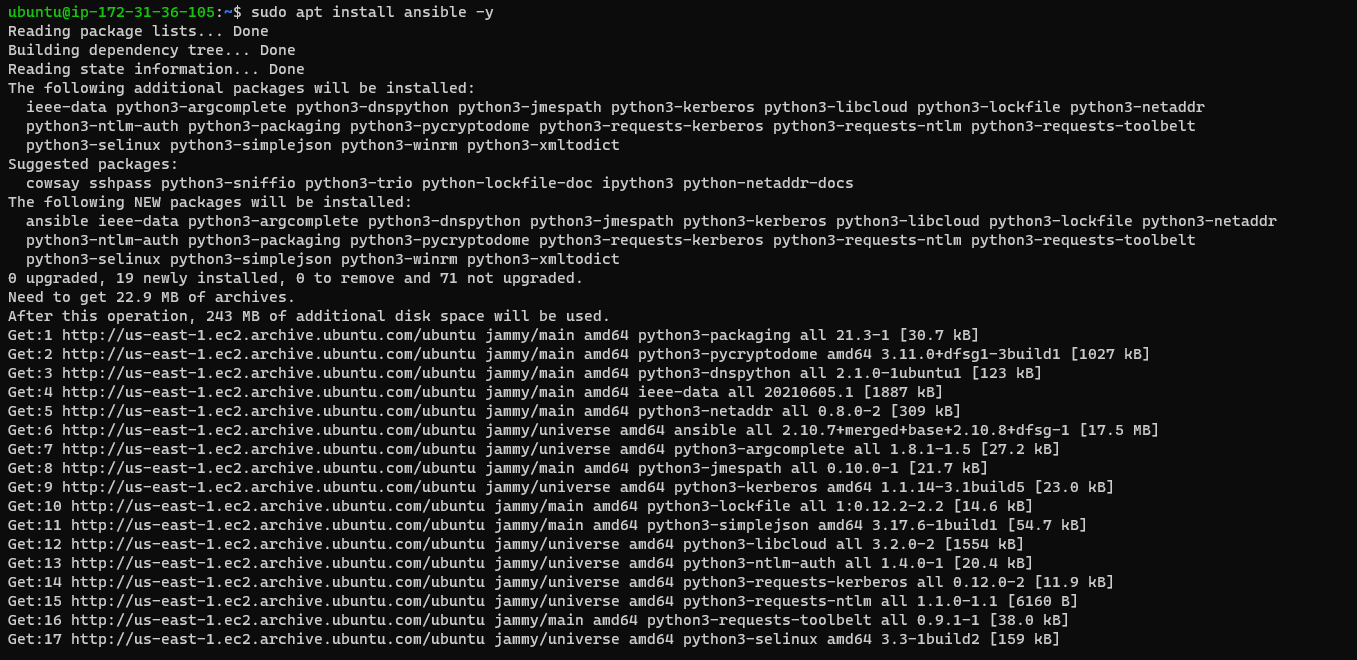 ubuntu@ip-172-31-36-105:~$ sudo apt install ansible -y
Reading package lists... Done
Building dependency tree... Done
Reading state information... Done
The following additional packages will be installed:
  ieee-data python3-argcomplete python3-dnspython python3-jmespath python3-kerberos python3-libcloud python3-lockfile python3-netaddr
  python3-ntlm-auth python3-packaging python3-pycryptodome python3-requests-kerberos python3-requests-ntlm python3-requests-toolbelt
  python3-selinux python3-simplejson python3-winrm python3-xmltodict
Suggested packages:
  cowsay sshpass python3-sniffio python3-trio python-lockfile-doc ipython3 python-netaddr-docs
The following NEW packages will be installed:
  ansible ieee-data python3-argcomplete python3-dnspython python3-jmespath python3-kerberos python3-libcloud python3-lockfile python3-netaddr
  python3-ntlm-auth python3-packaging python3-pycryptodome python3-requests-kerberos python3-requests-ntlm python3-requests-toolbelt
  python3-selinux python3-simplejson python3-winrm python3-xmltodict
0 upgraded, 19 newly installed, 0 to remove and 71 not upgraded.
Need to get 22.9 MB of archives.
After this operation, 243 MB of additional disk space will be used.
Get:1 http://us-east-1.ec2.archive.ubuntu.com/ubuntu jammy/main amd64 python3-packaging all 21.3-1 [30.7 kB]
Get:2 http://us-east-1.ec2.archive.ubuntu.com/ubuntu jammy/main amd64 python3-pycryptodome amd64 3.11.0+dfsg1-3build1 [1027 kB]
Get:3 http://us-east-1.ec2.archive.ubuntu.com/ubuntu jammy/main amd64 python3-dnspython all 2.1.0-1ubuntu1 [123 kB]
Get:4 http://us-east-1.ec2.archive.ubuntu.com/ubuntu jammy/main amd64 ieee-data all 20210605.1 [1887 kB]
Get:5 http://us-east-1.ec2.archive.ubuntu.com/ubuntu jammy/main amd64 python3-netaddr all 0.8.0-2 [309 kB]
Get:6 http://us-east-1.ec2.archive.ubuntu.com/ubuntu jammy/universe amd64 ansible all 2.10.7+merged+base+2.10.8+dfsg-1 [17.5 MB]
Get:7 http://us-east-1.ec2.archive.ubuntu.com/ubuntu jammy/universe amd64 python3-argcomplete all 1.8.1-1.5 [27.2 kB]
Get:8 http://us-east-1.ec2.archive.ubuntu.com/ubuntu jammy/main amd64 python3-jmespath all 0.10.0-1 [21.7 kB]
Get:9 http://us-east-1.ec2.archive.ubuntu.com/ubuntu jammy/universe amd64 python3-kerberos amd64 1.1.14-3.1build5 [23.0 kB]
Get:10 http://us-east-1.ec2.archive.ubuntu.com/ubuntu jammy/main amd64 python3-lockfile all 1:0.12.2-2.2 [14.6 kB]
Get:11 http://us-east-1.ec2.archive.ubuntu.com/ubuntu jammy/main amd64 python3-simplejson amd64 3.17.6-1build1 [54.7 kB]
Get:12 http://us-east-1.ec2.archive.ubuntu.com/ubuntu jammy/universe amd64 python3-libcloud all 3.2.0-2 [1554 kB]
Get:13 http://us-east-1.ec2.archive.ubuntu.com/ubuntu jammy/universe amd64 python3-ntlm-auth all 1.4.0-1 [20.4 kB]
Get:14 http://us-east-1.ec2.archive.ubuntu.com/ubuntu jammy/universe amd64 python3-requests-kerberos all 0.12.0-2 [11.9 kB]
Get:15 http://us-east-1.ec2.archive.ubuntu.com/ubuntu jammy/universe amd64 python3-requests-ntlm all 1.1.0-1.1 [6160 B]
Get:16 http://us-east-1.ec2.archive.ubuntu.com/ubuntu jammy/main amd64 python3-requests-toolbelt all 0.9.1-1 [38.0 kB]
Get:17 http://us-east-1.ec2.archive.ubuntu.com/ubuntu jammy/universe amd64 python3-selinux amd64 3.3-1build2 [159 kB]